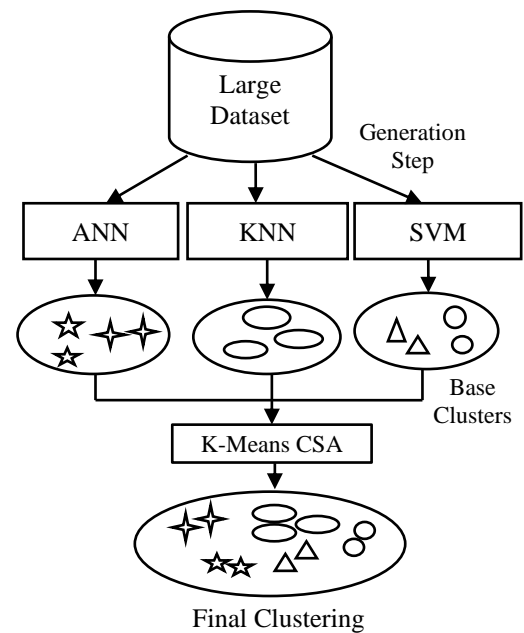 Large
Dataset
Generation
Step
ANN
KNN
SVM
Base
Clusters
K-Means CSA
Final Clustering